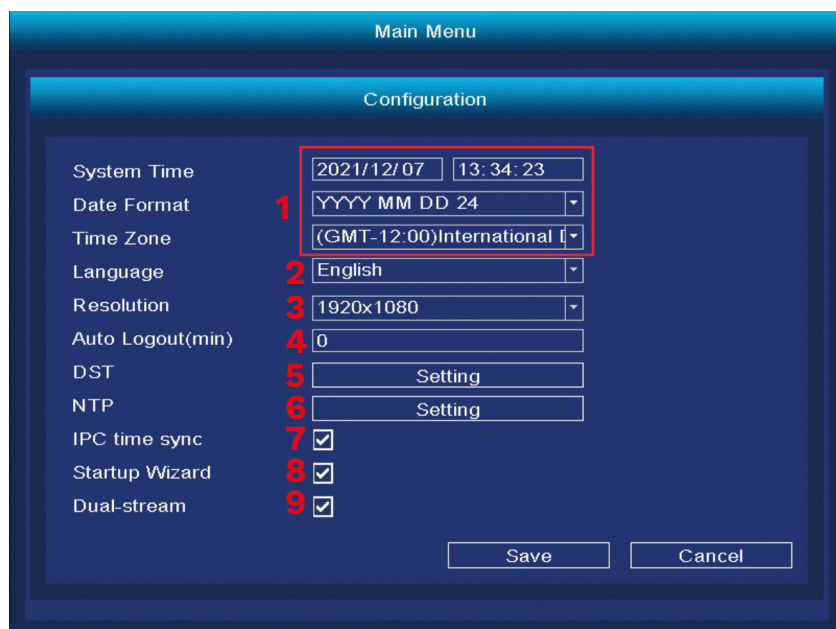 Main Menu
Configuration
System Time 2021/12/07 13:34:23
Date Format 1 YYYY MM DD 24
Time Zone (GMT-12:00)International D
Language 2 English
Resolution 3 1920x1080
Auto Logout(min) 4 0
DST 5 Setting
NTP 6 Setting
IPC time sync 7
Startup Wizard 8
Dual-stream 9
Save Cancel